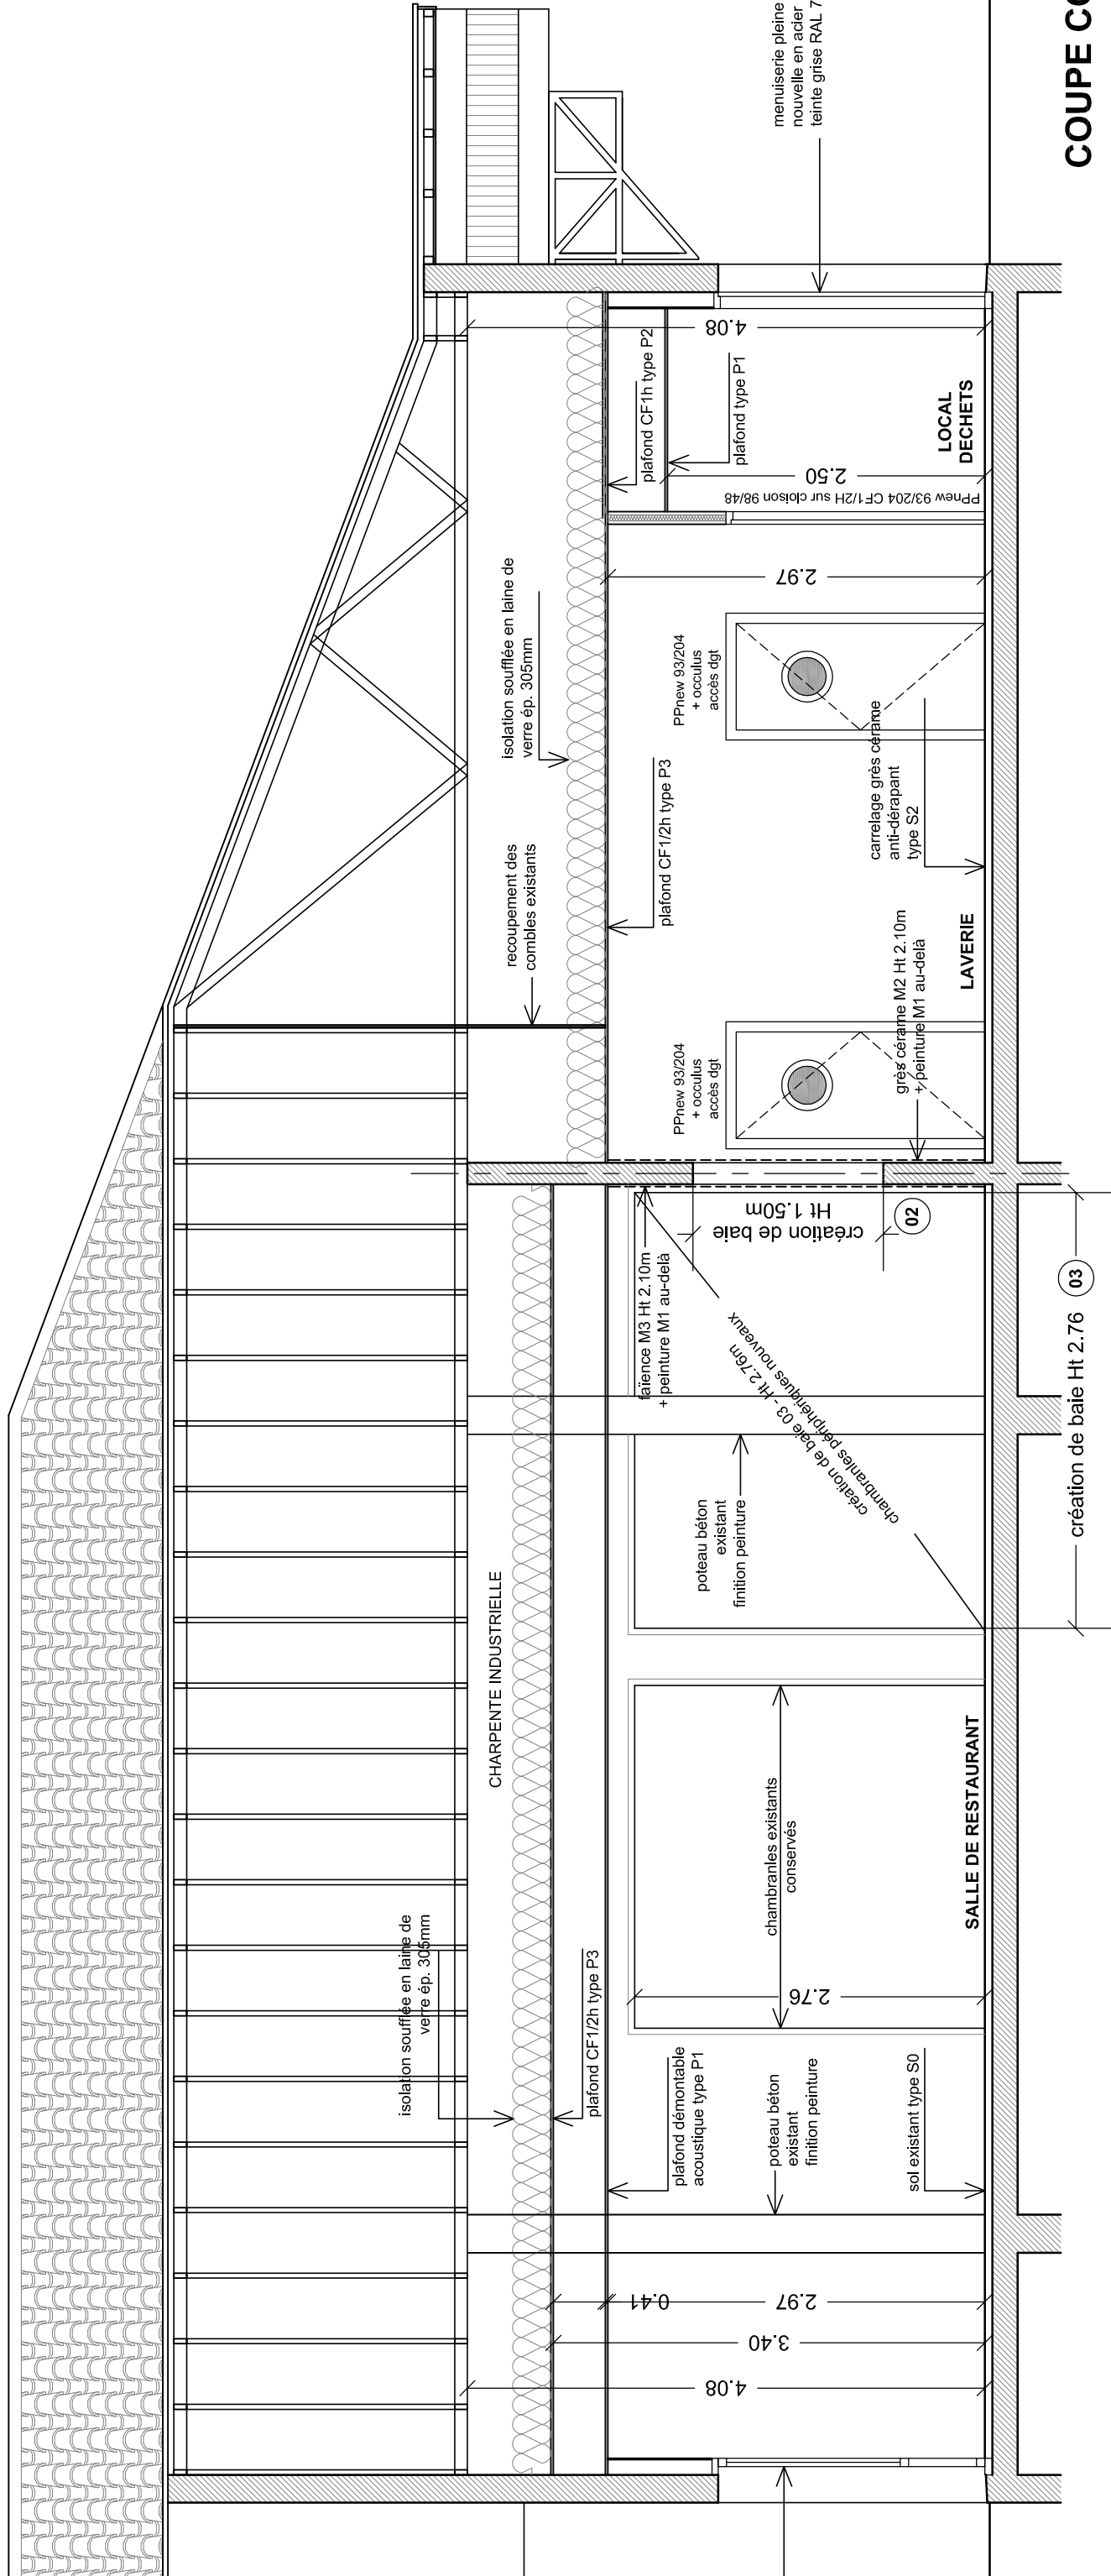 CHARPENTE INDUSTRIELLE
isolation soufflée en laine de
verre ép. 305mm
plafond CF1/2h type P3
plafond démontable
acoustique type P1
poteau béton
existant
finition peinture
sol existant type S0
4.08
3.40
2.97
0.41
2.76
chambranles existants
conservés
SALLE DE RESTAURANT
poteau béton
existant
finition peinture
création de baie 03 - Ht 2.76m
chambranles périphériques nouveaux
faïence M3 Ht 2.10m
+ peinture M1 au-delà
création de baie
Ht 1.50m
02
création de baie Ht 2.76
03
recoupement des
combles existants
isolation soufflée en laine de
verre ép. 305mm
plafond CF1/2h type P3
PPnew 93/204
+ occulus
accès dgt
grès cérame M2 Ht 2.10m
+ peinture M1 au-delà
LAVERIE
carrelage grès cérame
anti-dérapant
type S2
PPnew 93/204
+ occulus
accès dgt
2.97
PPnew 93/204 CF1/2H sur cloison 98/48
2.50
plafond CF1h type P2
plafond type P1
4.08
LOCAL
DECHETS
menuiserie pleine
nouvelle en acier
teinte grise RAL 7
COUPE CC